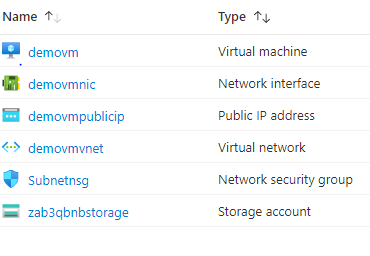 Name Type
demovm Virtual machine
demovmnic Network interface
demovmpublicip Public IP address
demovmvnet Virtual network
Subnetnsg Network security group
zab3qbnbstorage Storage account